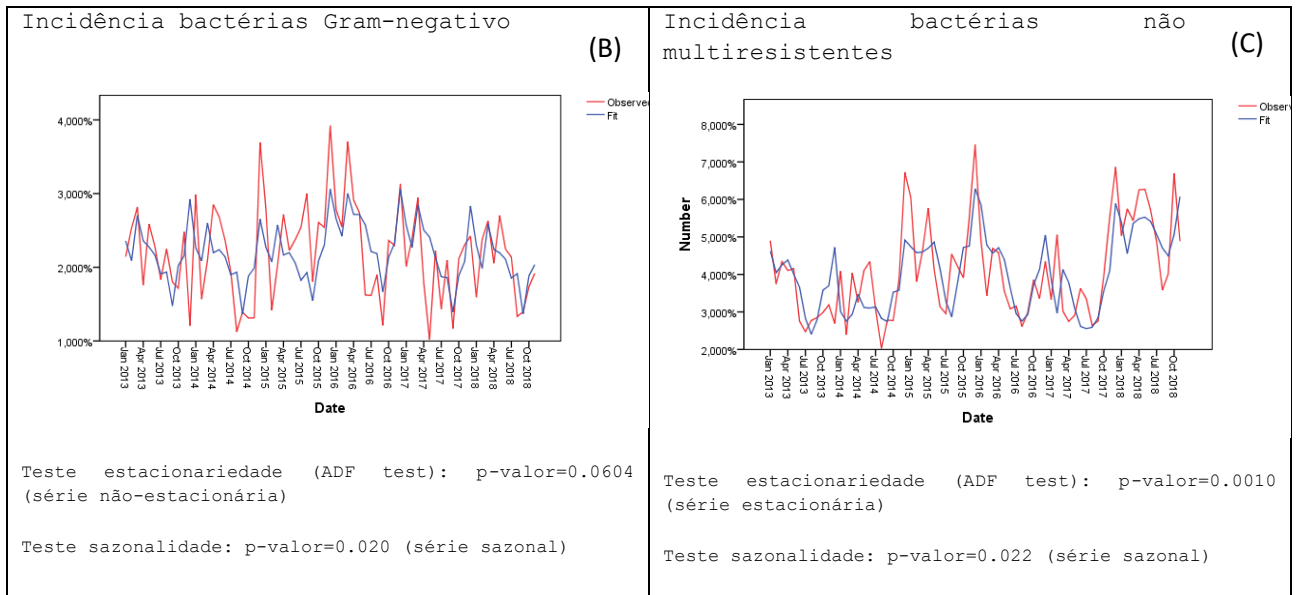 Incidência bactérias Gram-negativo
(B)
4,000%
3,000%
2,000%
1,000%
Observed
Fit
Jan 2013
Apr 2013
Jul 2013
Oct 2013
Jan 2014
Apr 2014
Jul 2014
Oct 2014
Jan 2015
Apr 2015
Jul 2015
Oct 2015
Jan 2016
Apr 2016
Jul 2016
Oct 2016
Jan 2017
Apr 2017
Jul 2017
Oct 2017
Jan 2018
Apr 2018
Jul 2018
Oct 2018
Date
Teste estacionariedade (ADF test): p-valor=0.0604
(série não-estacionária)
Teste sazonalidade: p-valor=0.020 (série sazonal)
Incidência bactérias não
multiresistentes
(C)
Number
8,000%
7,000%
6,000%
5,000%
4,000%
3,000%
2,000%
Obser
Fit
Jan 2013
Apr 2013
Jul 2013
Oct 2013
Jan 2014
Apr 2014
Jul 2014
Oct 2014
Jan 2015
Apr 2015
Jul 2015
Oct 2015
Jan 2016
Apr 2016
Jul 2016
Oct 2016
Jan 2017
Apr 2017
Jul 2017
Oct 2017
Jan 2018
Apr 2018
Jul 2018
Oct 2018
Date
Teste estacionariedade (ADF test): p-valor=0.0010
(série estacionária)
Teste sazonalidade: p-valor=0.022 (série sazonal)